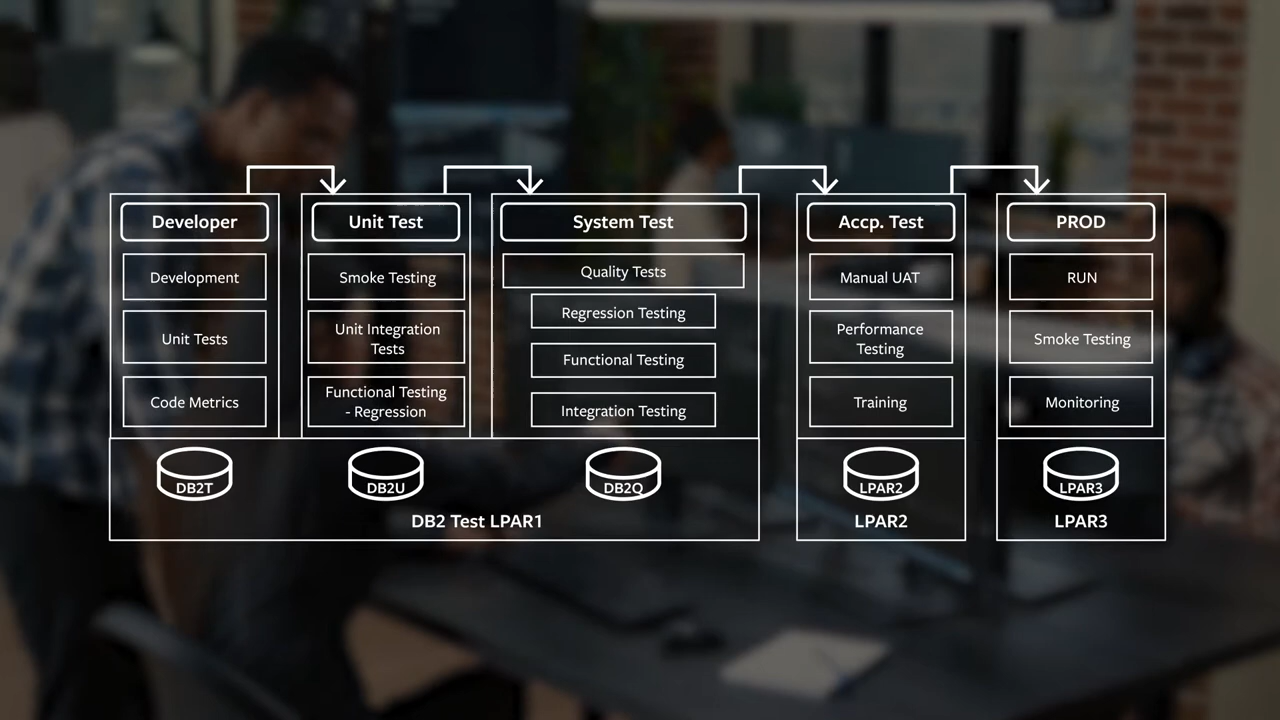 Developer
Development
Unit Tests
Code Metrics
Unit Test
Smoke Testing
Unit Integration
Tests
Functional Testing
- Regression
System Test
Quality Tests
Regression Testing
Functional Testing
Integration Testing
Accp. Test
Manual UAT
Performance
Testing
Training
PROD
RUN
Smoke Testing
Monitoring
DB2T
DB2U
DB2Q
DB2 Test LPAR1
LPAR2
LPAR2
LPAR3
LPAR3